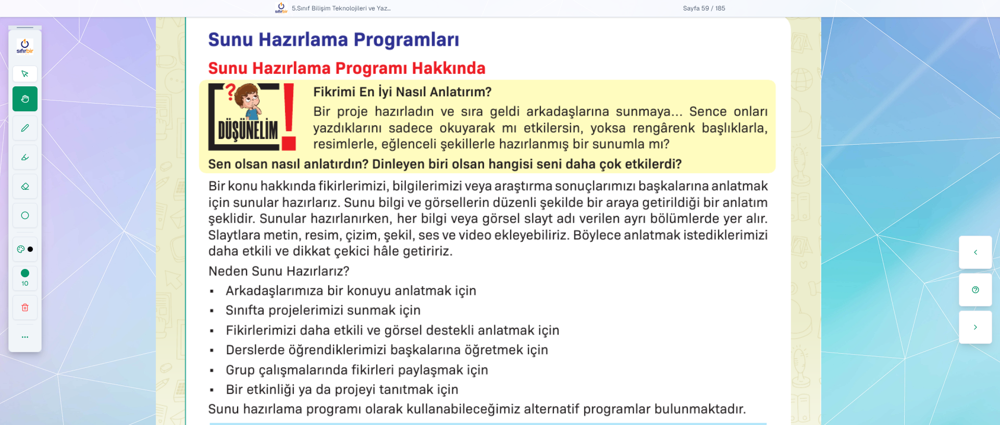 sıfırbir 5.Sınıf Bilişim Teknolojileri ve Yaz... Sayfa 59 / 185
sıfırbir
10
Sunu Hazırlama Programları
Sunu Hazırlama Programı Hakkında
? DÜŞÜNELİM !
Fikrimi En İyi Nasıl Anlatırım?
Bir proje hazırladın ve sıra geldi arkadaşlarına sunmaya... Sence onları
yazdıklarını sadece okuyarak mı etkilersin, yoksa rengârenk başlıklarla,
resimlerle, eğlenceli şekillerle hazırlanmış bir sunumla mı?
Sen olsan nasıl anlatırdın? Dinleyen biri olsan hangisi seni daha çok etkilerdi?
Bir konu hakkında fikirlerimizi, bilgilerimizi veya araştırma sonuçlarımızı başkalarına anlatmak
için sunular hazırlarız. Sunu bilgi ve görsellerin düzenli şekilde bir araya getirildiği bir anlatım
şeklidir. Sunular hazırlanırken, her bilgi veya görsel slayt adı verilen ayrı bölümlerde yer alır.
Slaytlara metin, resim, çizim, şekil, ses ve video ekleyebiliriz. Böylece anlatmak istediklerimizi
daha etkili ve dikkat çekici hâle getiririz.
Neden Sunu Hazırlarız?
▪ Arkadaşlarımıza bir konuyu anlatmak için
▪ Sınıfta projelerimizi sunmak için
▪ Fikirlerimizi daha etkili ve görsel destekli anlatmak için
▪ Derslerde öğrendiklerimizi başkalarına öğretmek için
▪ Grup çalışmalarında fikirleri paylaşmak için
▪ Bir etkinliği ya da projeyi tanıtmak için
Sunu hazırlama programı olarak kullanabileceğimiz alternatif programlar bulunmaktadır.